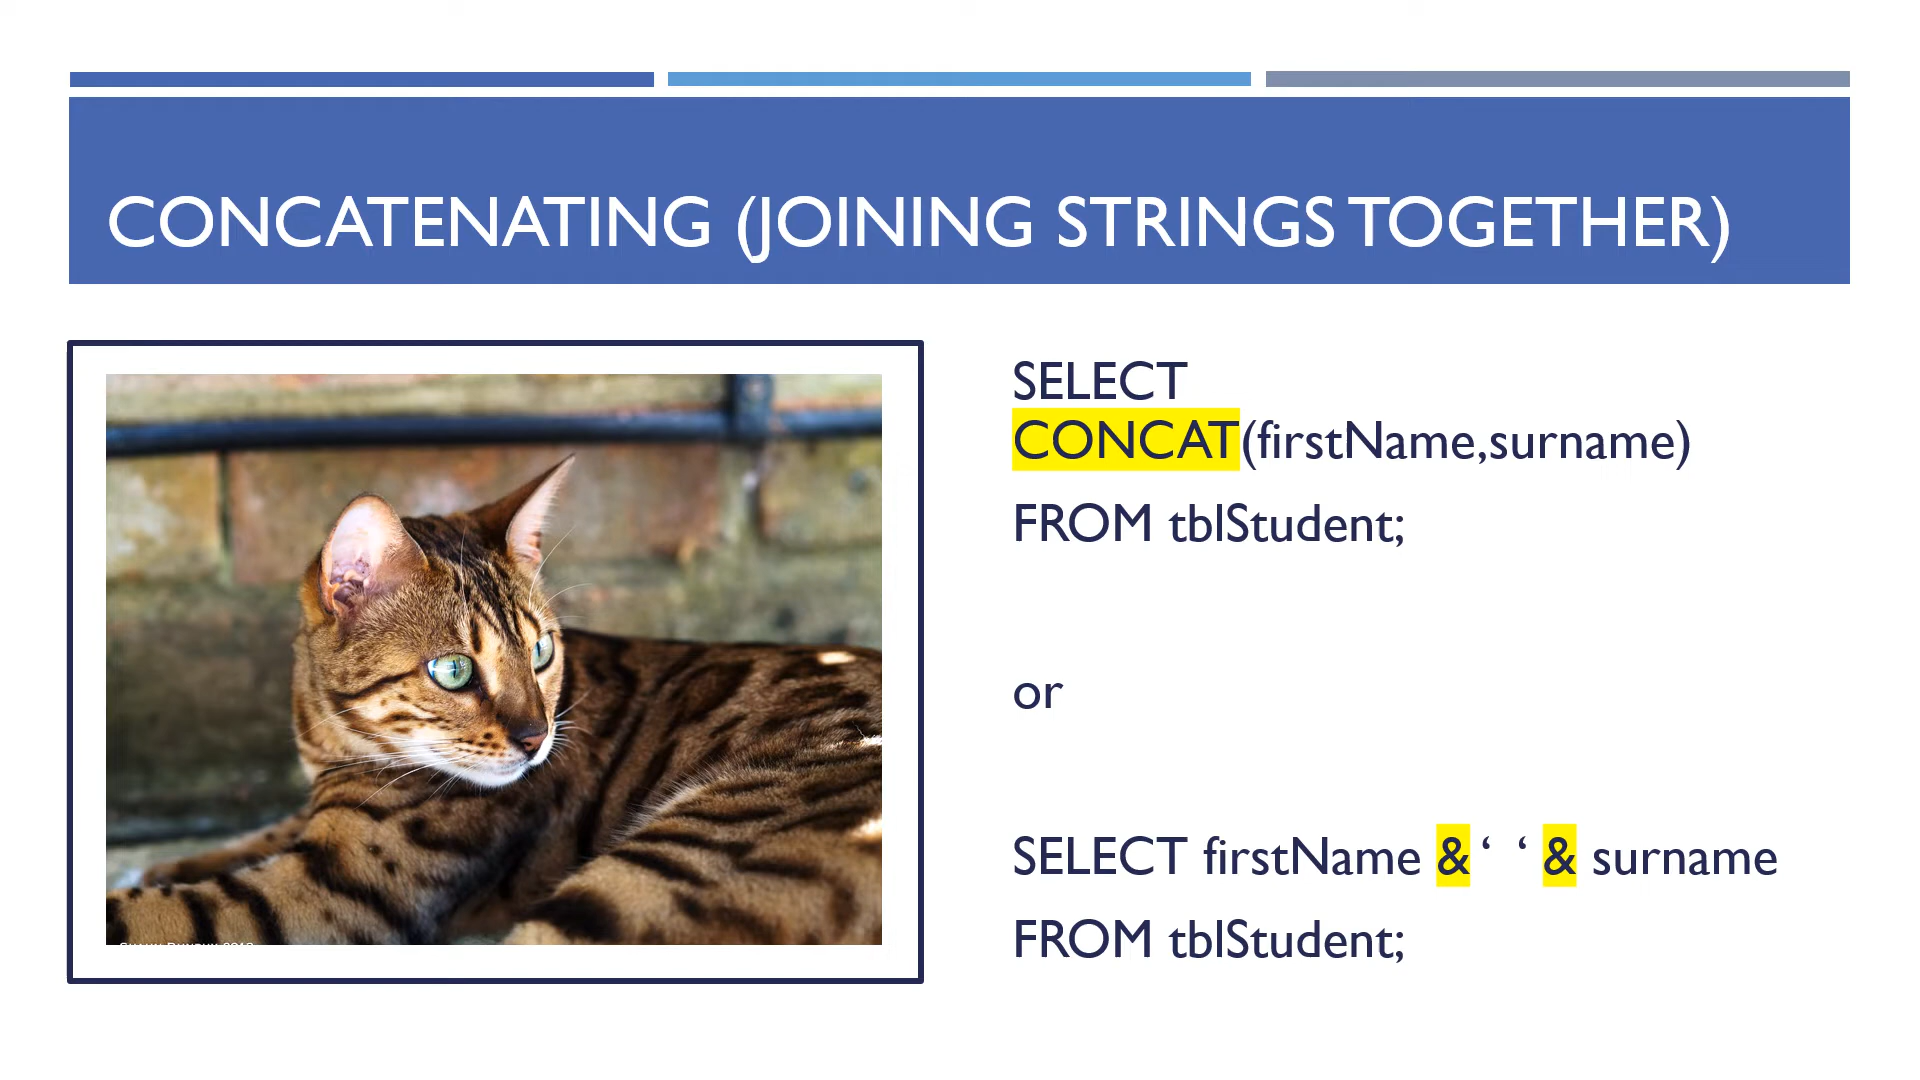 CONCATENATING (JOINING STRINGS TOGETHER)
SELECT
CONCAT(firstName,surname)
FROM tblStudent;
or
SELECT firstName & ‘ ‘ & surname
FROM tblStudent;